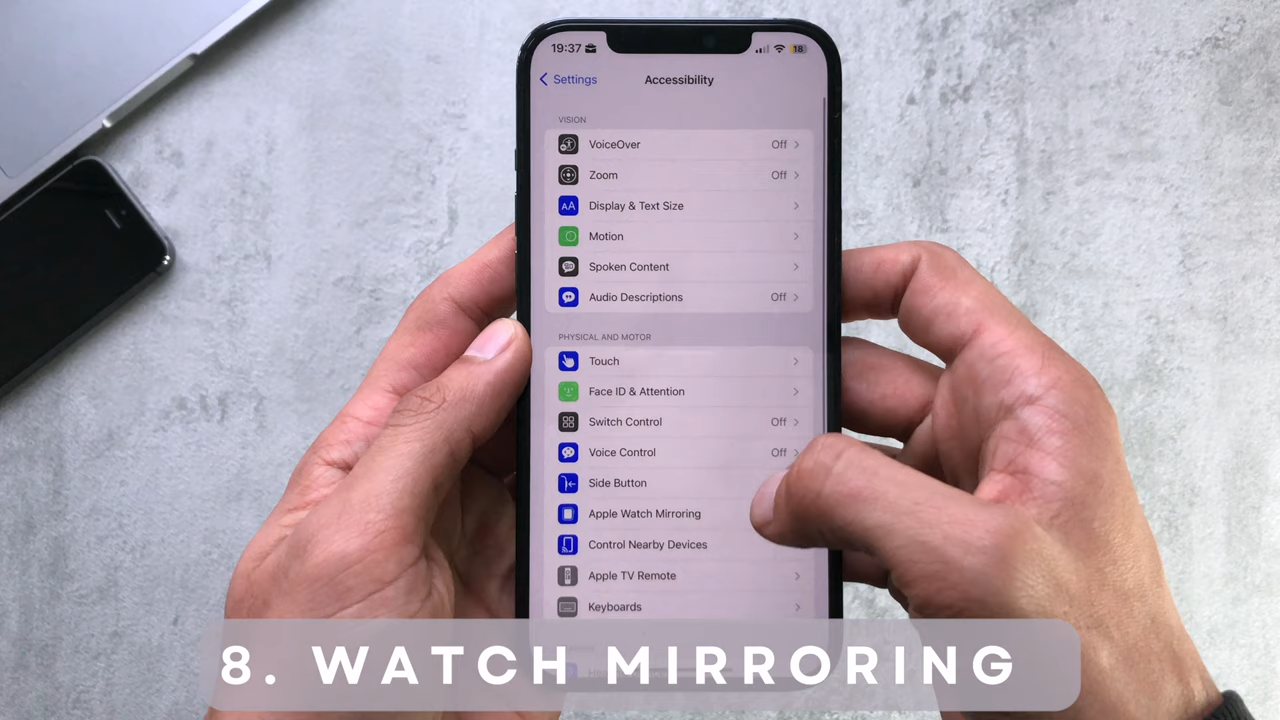 19:37
18
Settings
Accessibility
VISION
VoiceOver
Off
Zoom
Off
AA
Display & Text Size
Motion
Spoken Content
Audio Descriptions
Off
PHYSICAL AND MOTOR
Touch
Face ID & Attention
Switch Control
Off
Voice Control
Off
Side Button
Apple Watch Mirroring
Control Nearby Devices
Apple TV Remote
Keyboards
8. WATCH MIRRORING